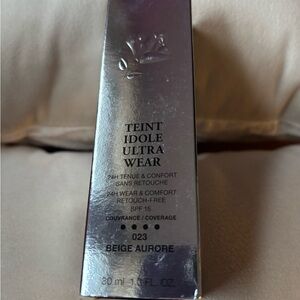 TEINT
IDOLE
ULTRA
WEAR
24H TENUE & CONFORT
SANS RETOUCHE
24H WEAR & COMFORT
RETOUCH-FREE
SPF 15
COUVRANCE / COVERAGE
023
BEIGE AURORE
30 ml 1.0 FL. OZ.